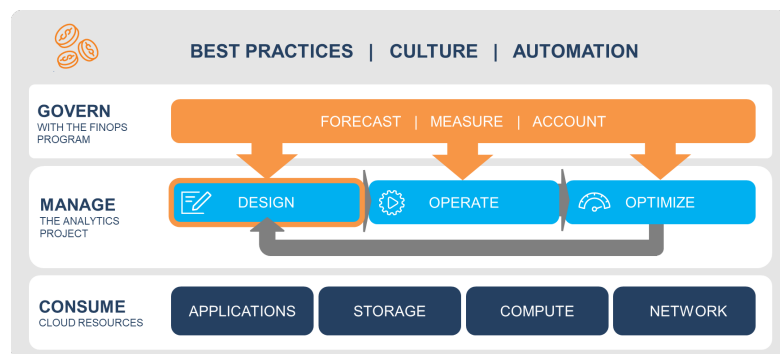 BEST PRACTICES | CULTURE | AUTOMATION
GOVERN
WITH THE FINOPS
PROGRAM
FORECAST | MEASURE | ACCOUNT
MANAGE
THE ANALYTICS
PROJECT
DESIGN
OPERATE
OPTIMIZE
CONSUME
CLOUD RESOURCES
APPLICATIONS
STORAGE
COMPUTE
NETWORK